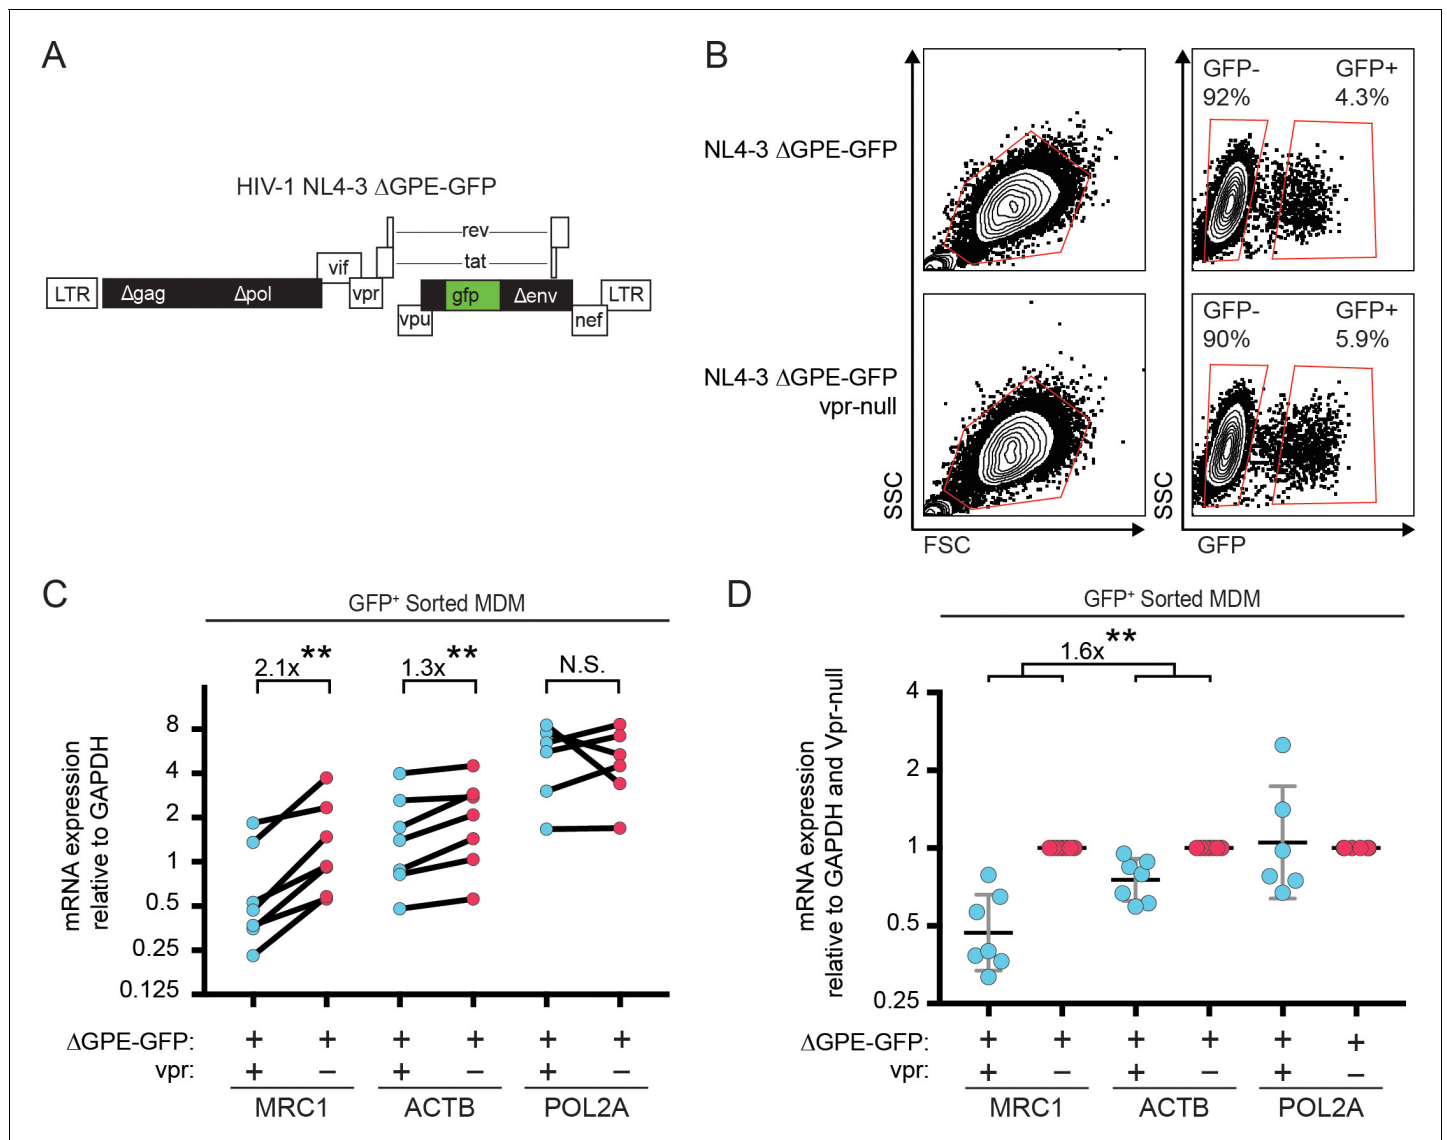 A
HIV-1 NL4-3 ΔGPE-GFP
rev
tat
vif
LTR
Δgag
Δpol
vpr
gfp
Δenv
LTR
vpu
nef
B
NL4-3 ΔGPE-GFP
GFP-
92%
GFP+
4.3%
NL4-3 ΔGPE-GFP
vpr-null
GFP-
90%
GFP+
5.9%
SSC
FSC
SSC
GFP
C
GFP+ Sorted MDM
2.1x **
1.3x **
N.S.
mRNA expression
relative to GAPDH
8
4
2
1
0.5
0.25
0.125
ΔGPE-GFP: + + + + + +
vpr: + – + – + –
MRC1 ACTB POL2A
D
GFP+ Sorted MDM
1.6x **
mRNA expression
relative to GAPDH and Vpr-null
4
2
1
0.5
0.25
ΔGPE-GFP: + + + + + +
vpr: + – + – + –
MRC1 ACTB POL2A